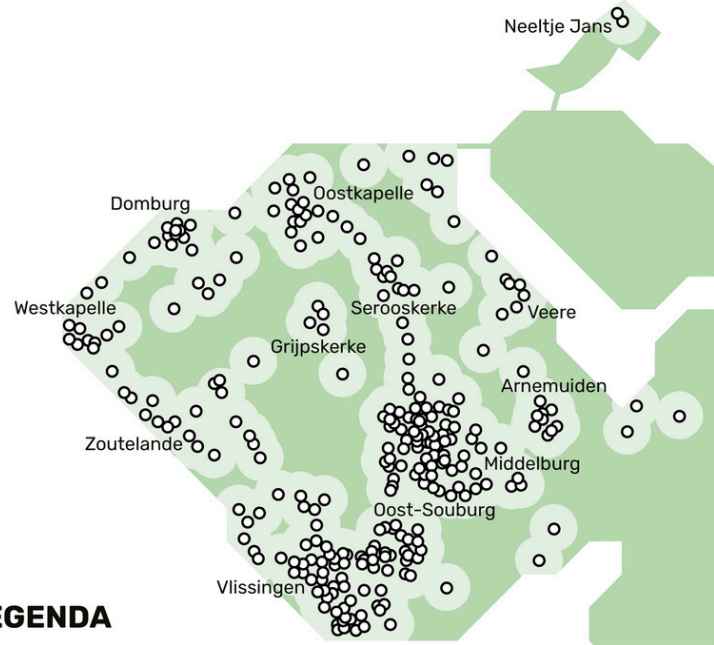 Neeltje Jans
Domburg
Oostkapelle
Westkapelle
Serooskerke
Veere
Grijpskerke
Arnemuiden
Zoutelande
Middelburg
Oost-Souburg
Vlissingen
EGENDA